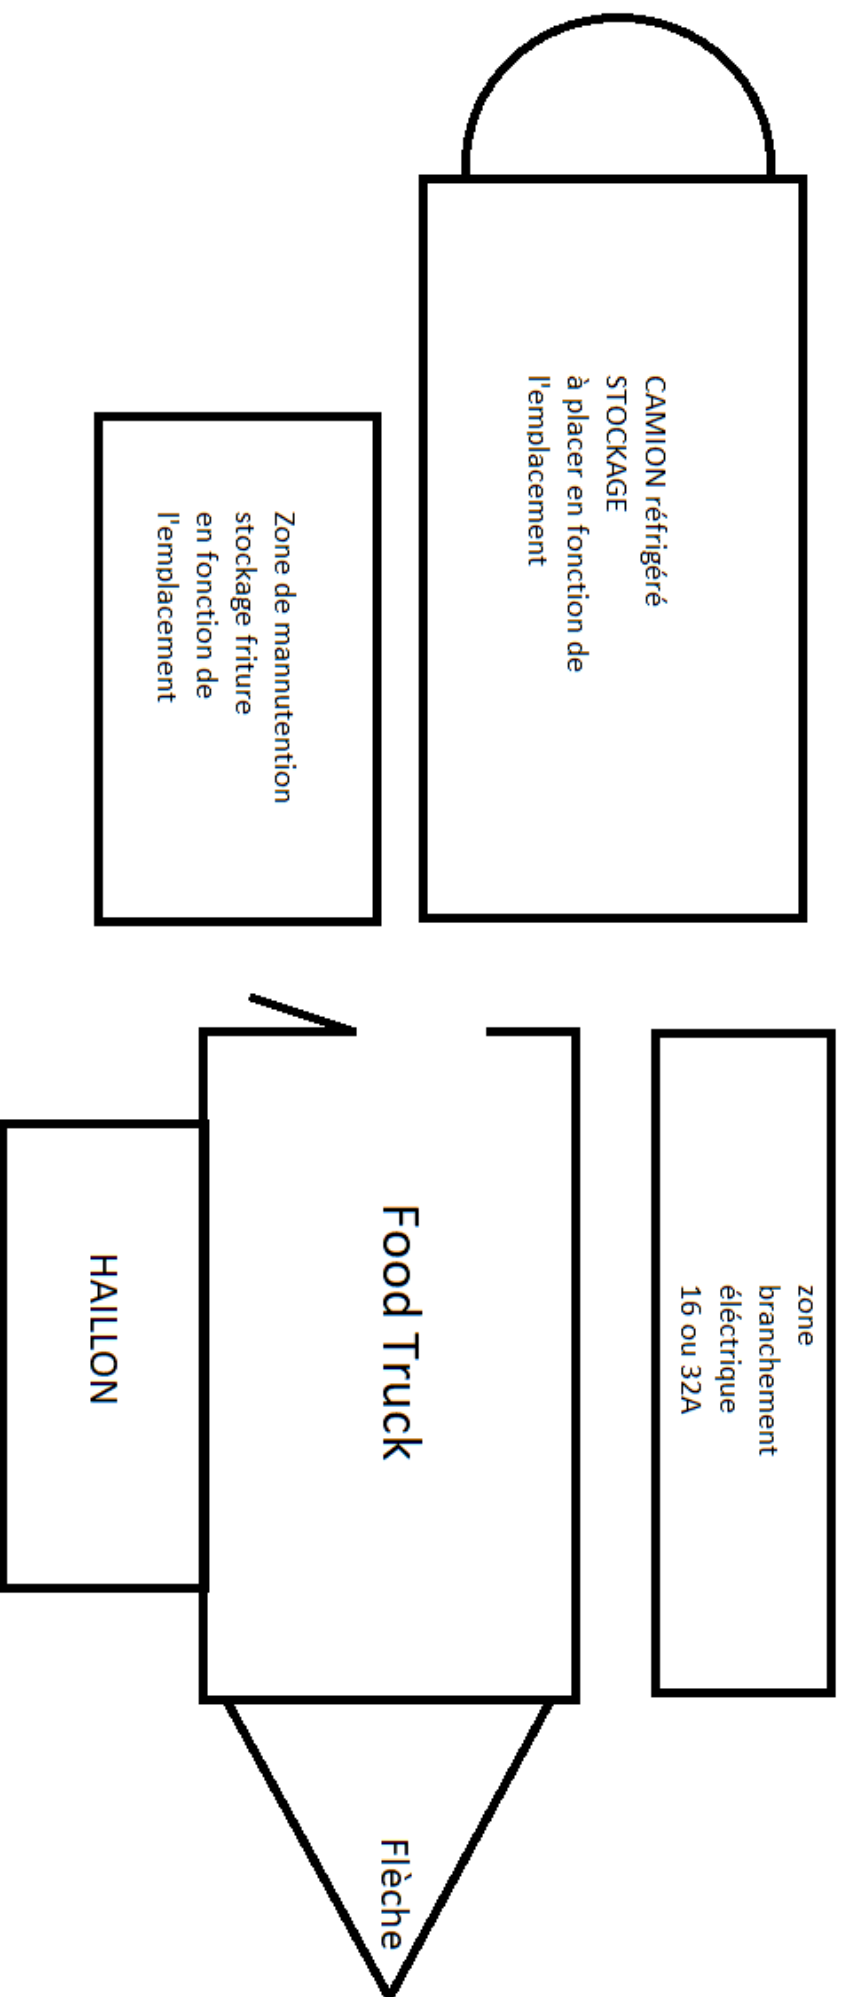 CAMION réfrigéré
STOCKAGE
à placer en fonction de
l'emplacement
Zone de mannutention
stockage friture
en fonction de
l'emplacement
zone
branchement
éléctrique
16 ou 32A
Food Truck
HAILLON
Flèche